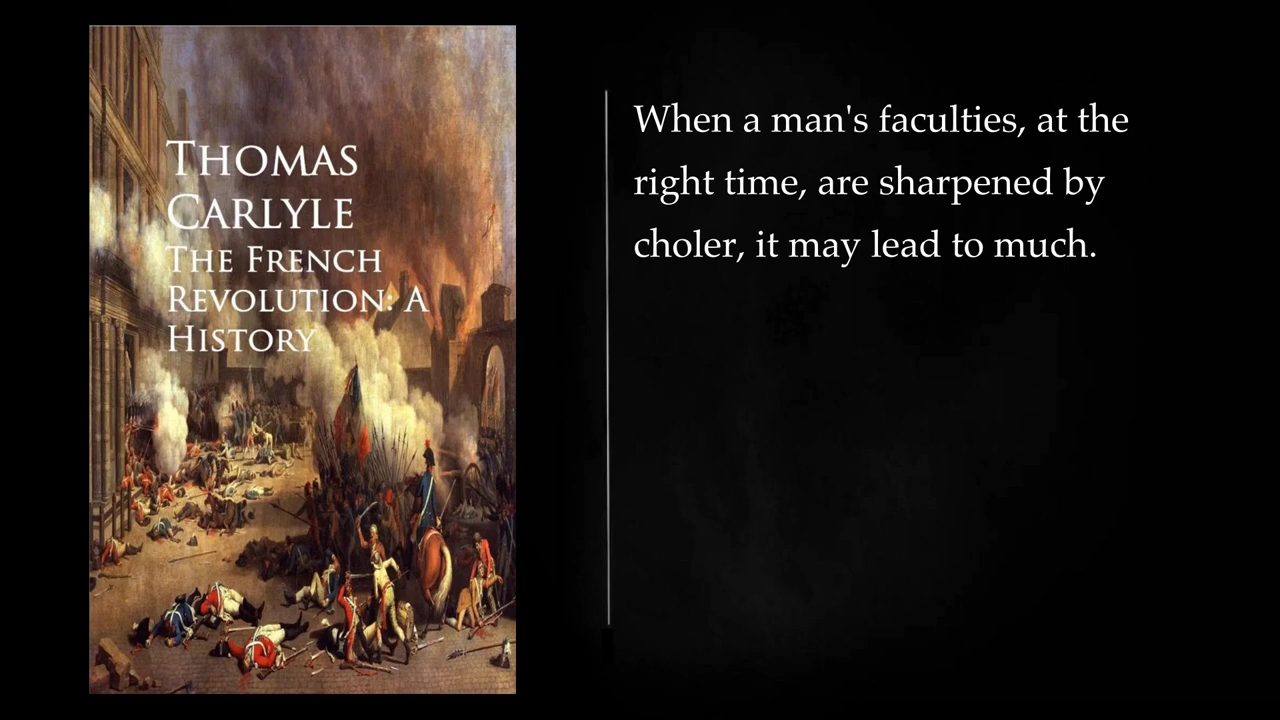 THOMAS
CARLYLE
THE FRENCH
REVOLUTION: A
HISTORY
When a man's faculties, at the
right time, are sharpened by
choler, it may lead to much.